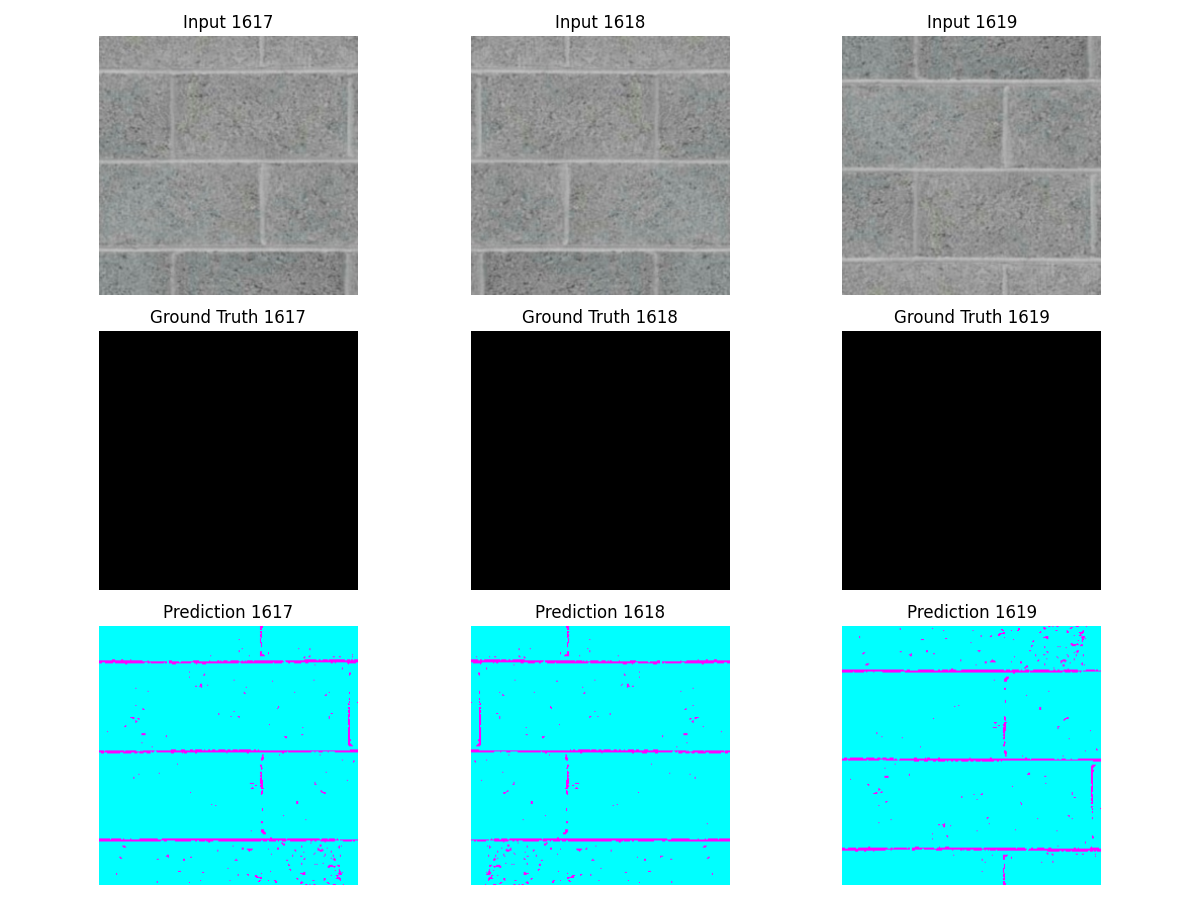 Input 1617
Input 1618
Input 1619
Ground Truth 1617
Ground Truth 1618
Ground Truth 1619
Prediction 1617
Prediction 1618
Prediction 1619